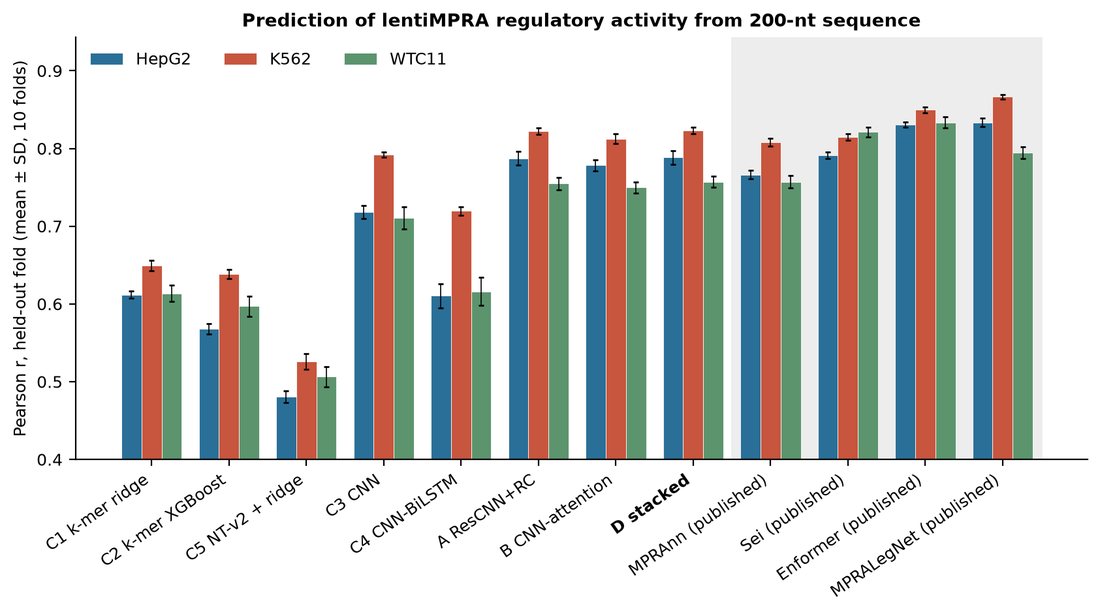 Prediction of lentiMPRA regulatory activity from 200-nt sequence
HepG2
K562
WTC11
Pearson r, held-out fold (mean ± SD, 10 folds)
0.9
0.8
0.7
0.6
0.5
0.4
C1 k-mer ridge
C2 k-mer XGBoost
C5 NT-v2 + ridge
C3 CNN
C4 CNN-BiLSTM
A ResCNN+RC
B CNN-attention
D stacked
MPRAnn (published)
Sei (published)
Enformer (published)
MPRALegNet (published)